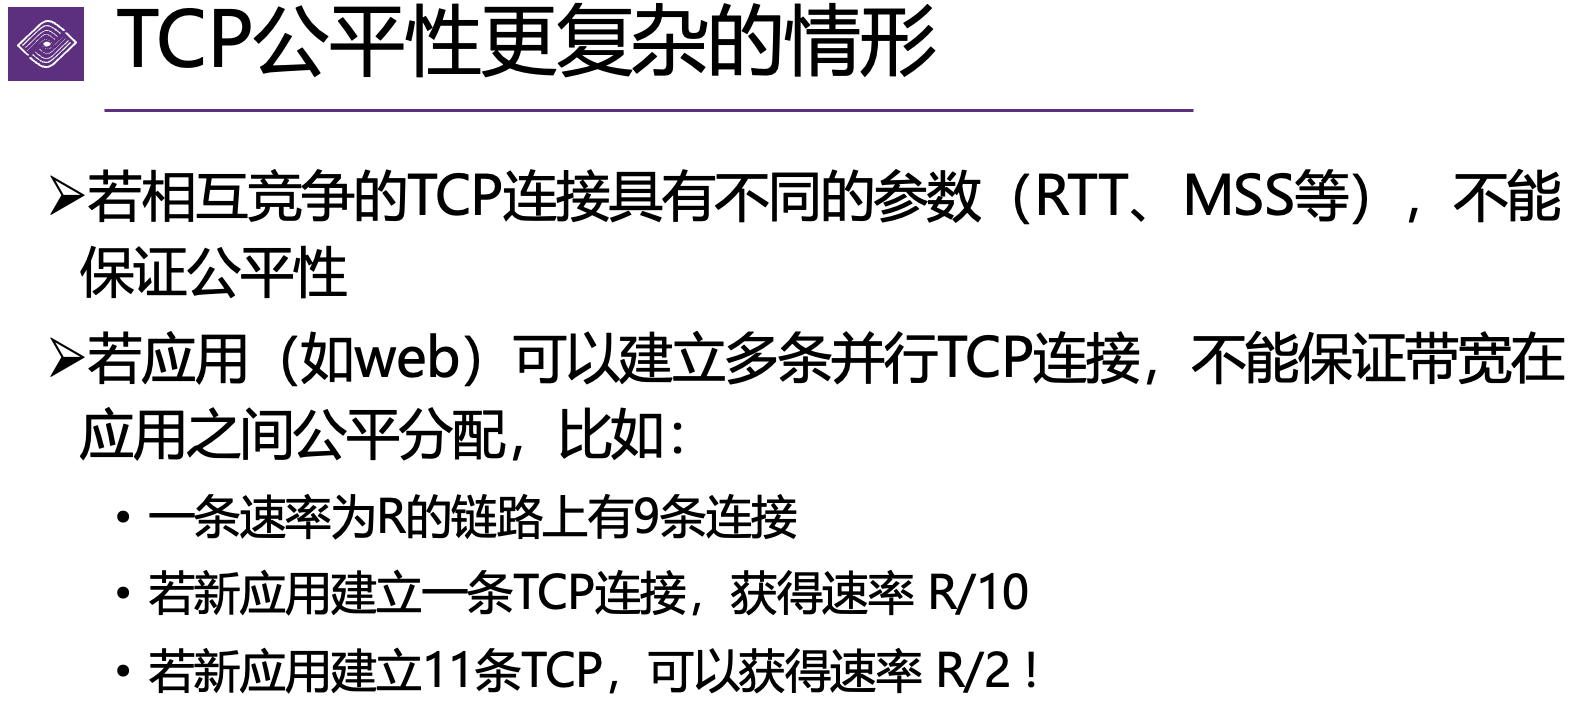 TCP公平性更复杂的情形
➢若相互竞争的TCP连接具有不同的参数（RTT、MSS等），不能
保证公平性
➢若应用（如web）可以建立多条并行TCP连接，不能保证带宽在
应用之间公平分配，比如：
• 一条速率为R的链路上有9条连接
• 若新应用建立一条TCP连接，获得速率 R/10
• 若新应用建立11条TCP，可以获得速率 R/2！